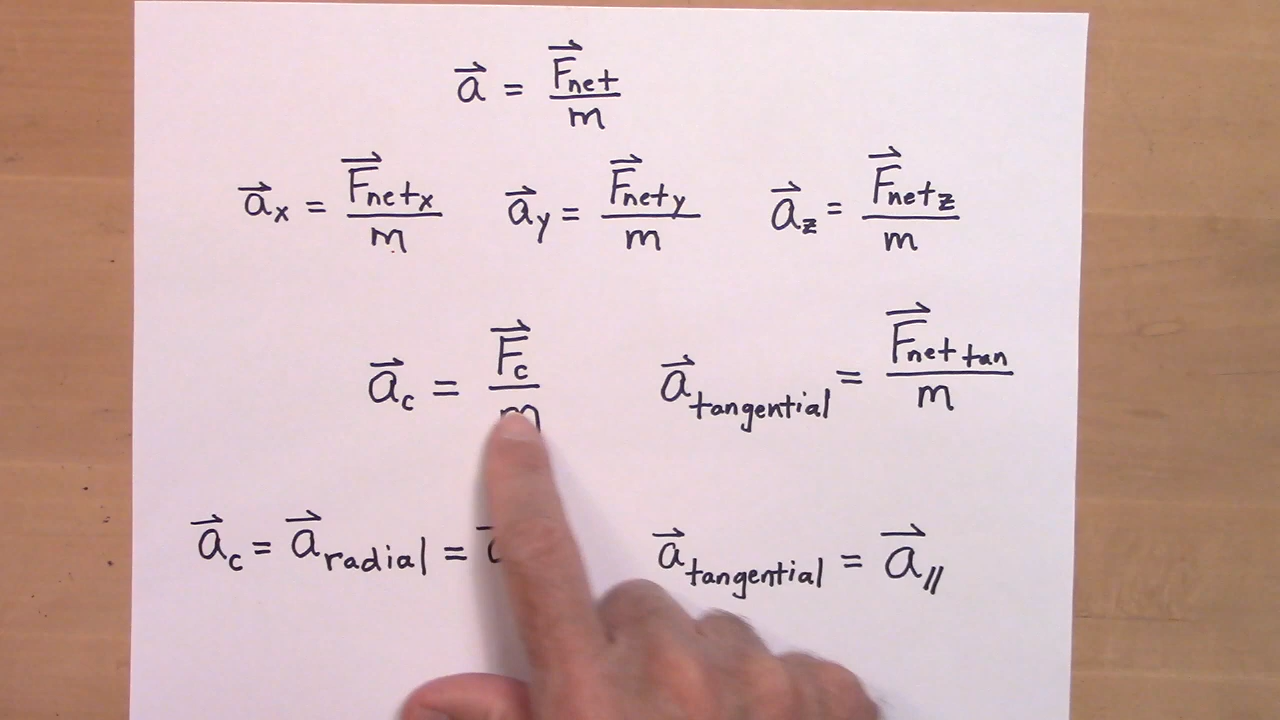 a⃗ = F⃗net / m
a⃗x = F⃗netx / m a⃗y = F⃗nety / m a⃗z = F⃗netz / m
a⃗c = F⃗c / m a⃗tangential = F⃗net tan / m
a⃗c = a⃗radial = a⃗tangential = a⃗//